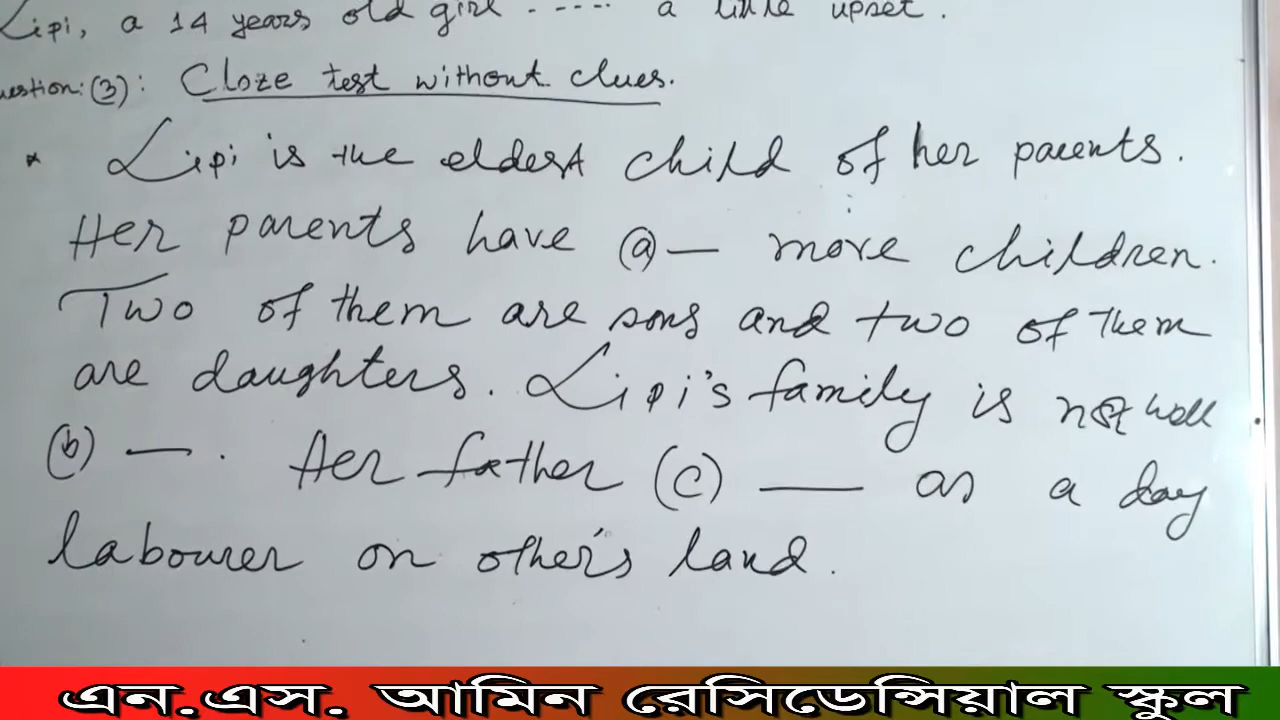 Lipi, a 14 years old girl ------ a little upset.
uestion:(3): Cloze test without clues.
* Lipi is the eldest child of her parents.
Her parents have (a) — more children.
Two of them are sons and two of them
are daughters. Lipi's family is not well
(b) — . Her father (c) — as a day
labourer on other's land.
এন.এস. আমিন রেসিডেন্সিয়াল স্কুল